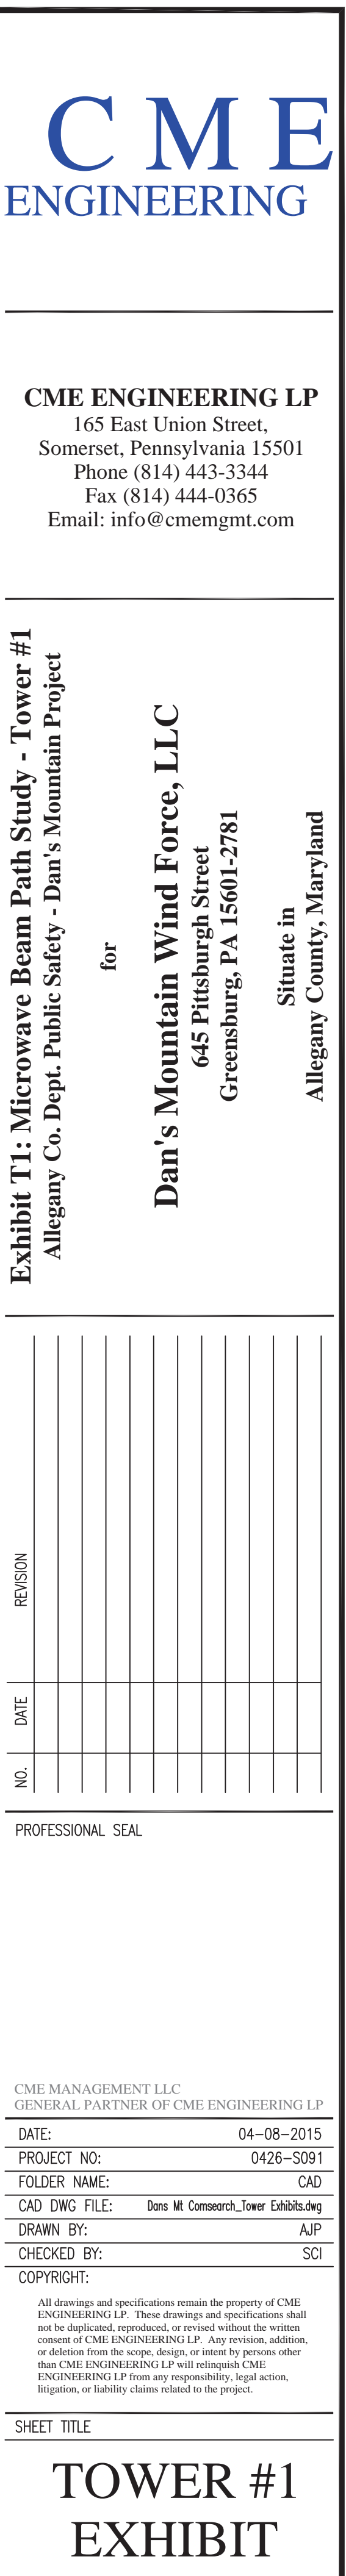 C M E
ENGINEERING
CME ENGINEERING LP
165 East Union Street,
Somerset, Pennsylvania 15501
Phone (814) 443-3344
Fax (814) 444-0365
Email: info@cmemgmt.com
Exhibit T1: Microwave Beam Path Study - Tower #1
Allegany Co. Dept. Public Safety - Dan's Mountain Project
for
Dan's Mountain Wind Force, LLC
645 Pittsburgh Street
Greensburg, PA 15601-2781
Situate in
Allegany County, Maryland
NO. DATE REVISION
PROFESSIONAL SEAL
CME MANAGEMENT LLC
GENERAL PARTNER OF CME ENGINEERING LP
DATE: 04-08-2015
PROJECT NO: 0426-S091
FOLDER NAME: CAD
CAD DWG FILE: Dans Mt Comsearch_Tower Exhibits.dwg
DRAWN BY: AJP
CHECKED BY: SCI
COPYRIGHT:
All drawings and specifications remain the property of CME
ENGINEERING LP. These drawings and specifications shall
not be duplicated, reproduced, or revised without the written
consent of CME ENGINEERING LP. Any revision, addition,
or deletion from the scope, design, or intent by persons other
than CME ENGINEERING LP will relinquish CME
ENGINEERING LP from any responsibility, legal action,
litigation, or liability claims related to the project.
SHEET TITLE
TOWER #1
EXHIBIT